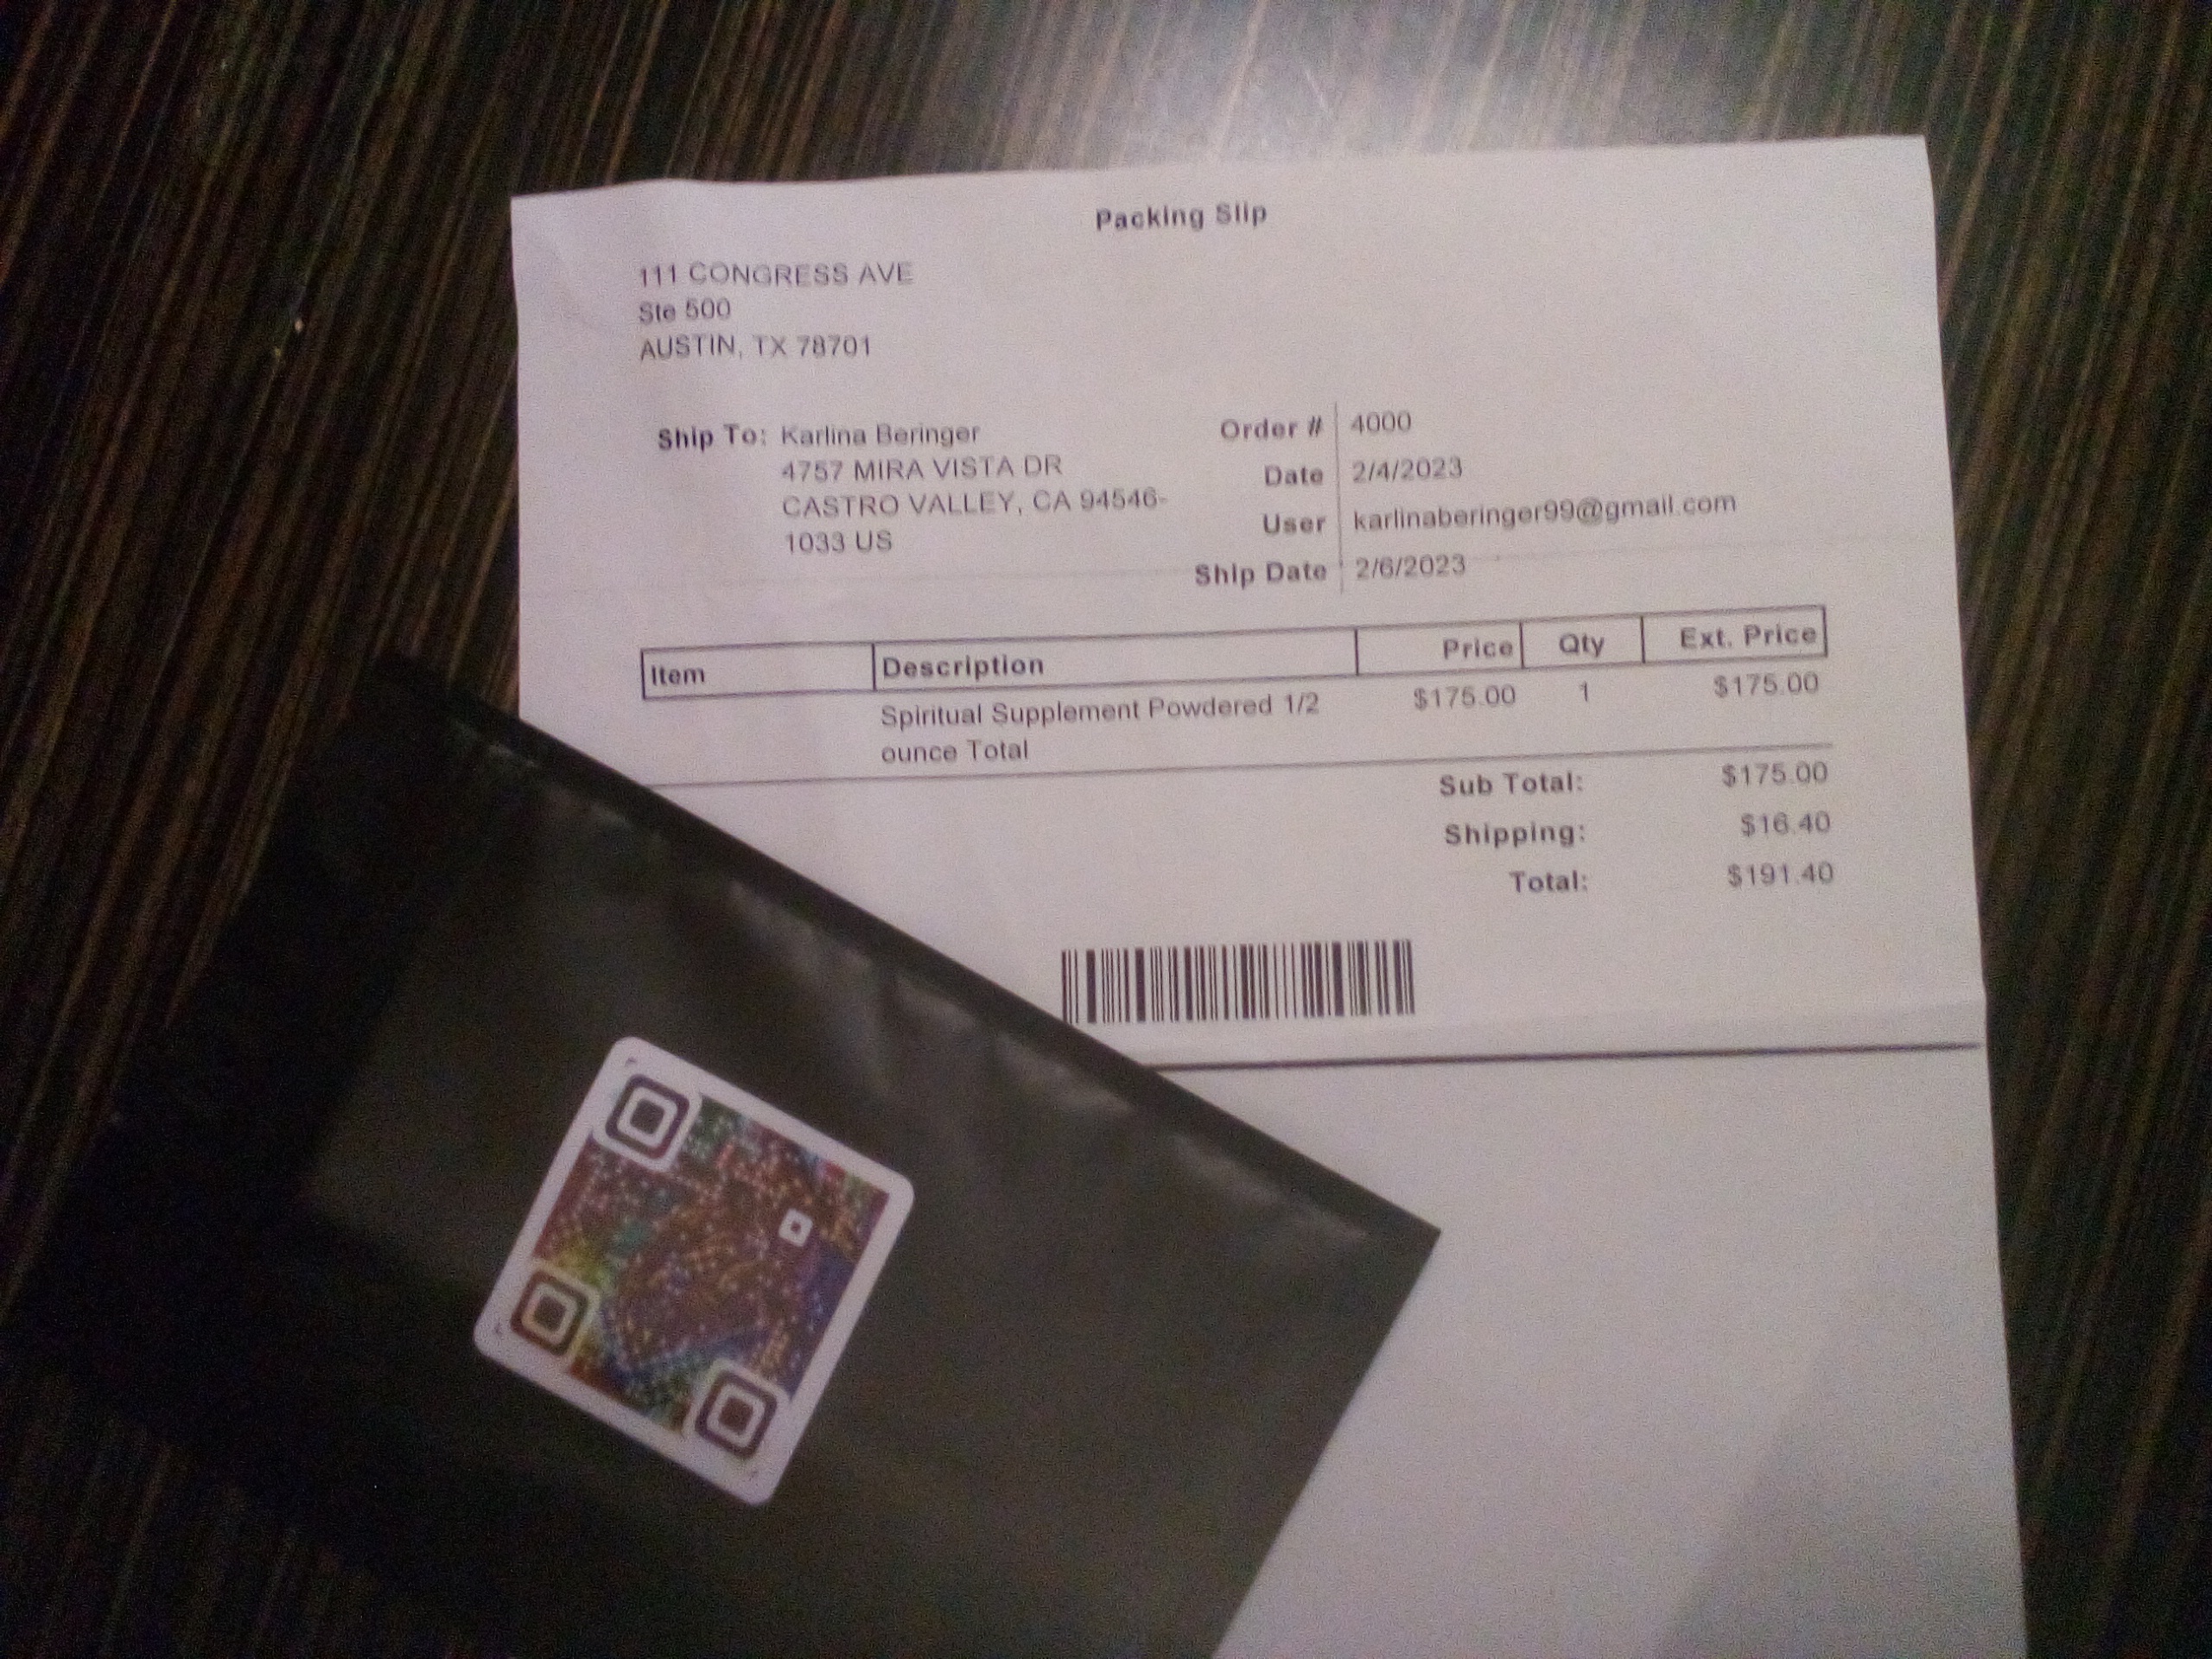 Packing Slip
111 CONGRESS AVE
Ste 500
AUSTIN, TX 78701
Ship To: Karlina Beringer
4757 MIRA VISTA DR
CASTRO VALLEY, CA 94546-
1033 US
Order # 4000
Date 2/4/2023
User karlinaberinger99@gmail.com
Ship Date 2/6/2023
Item Description Price Qty Ext. Price
Spiritual Supplement Powdered 1/2 $175.00 1 $175.00
ounce Total
Sub Total: $175.00
Shipping: $16.40
Total: $191.40